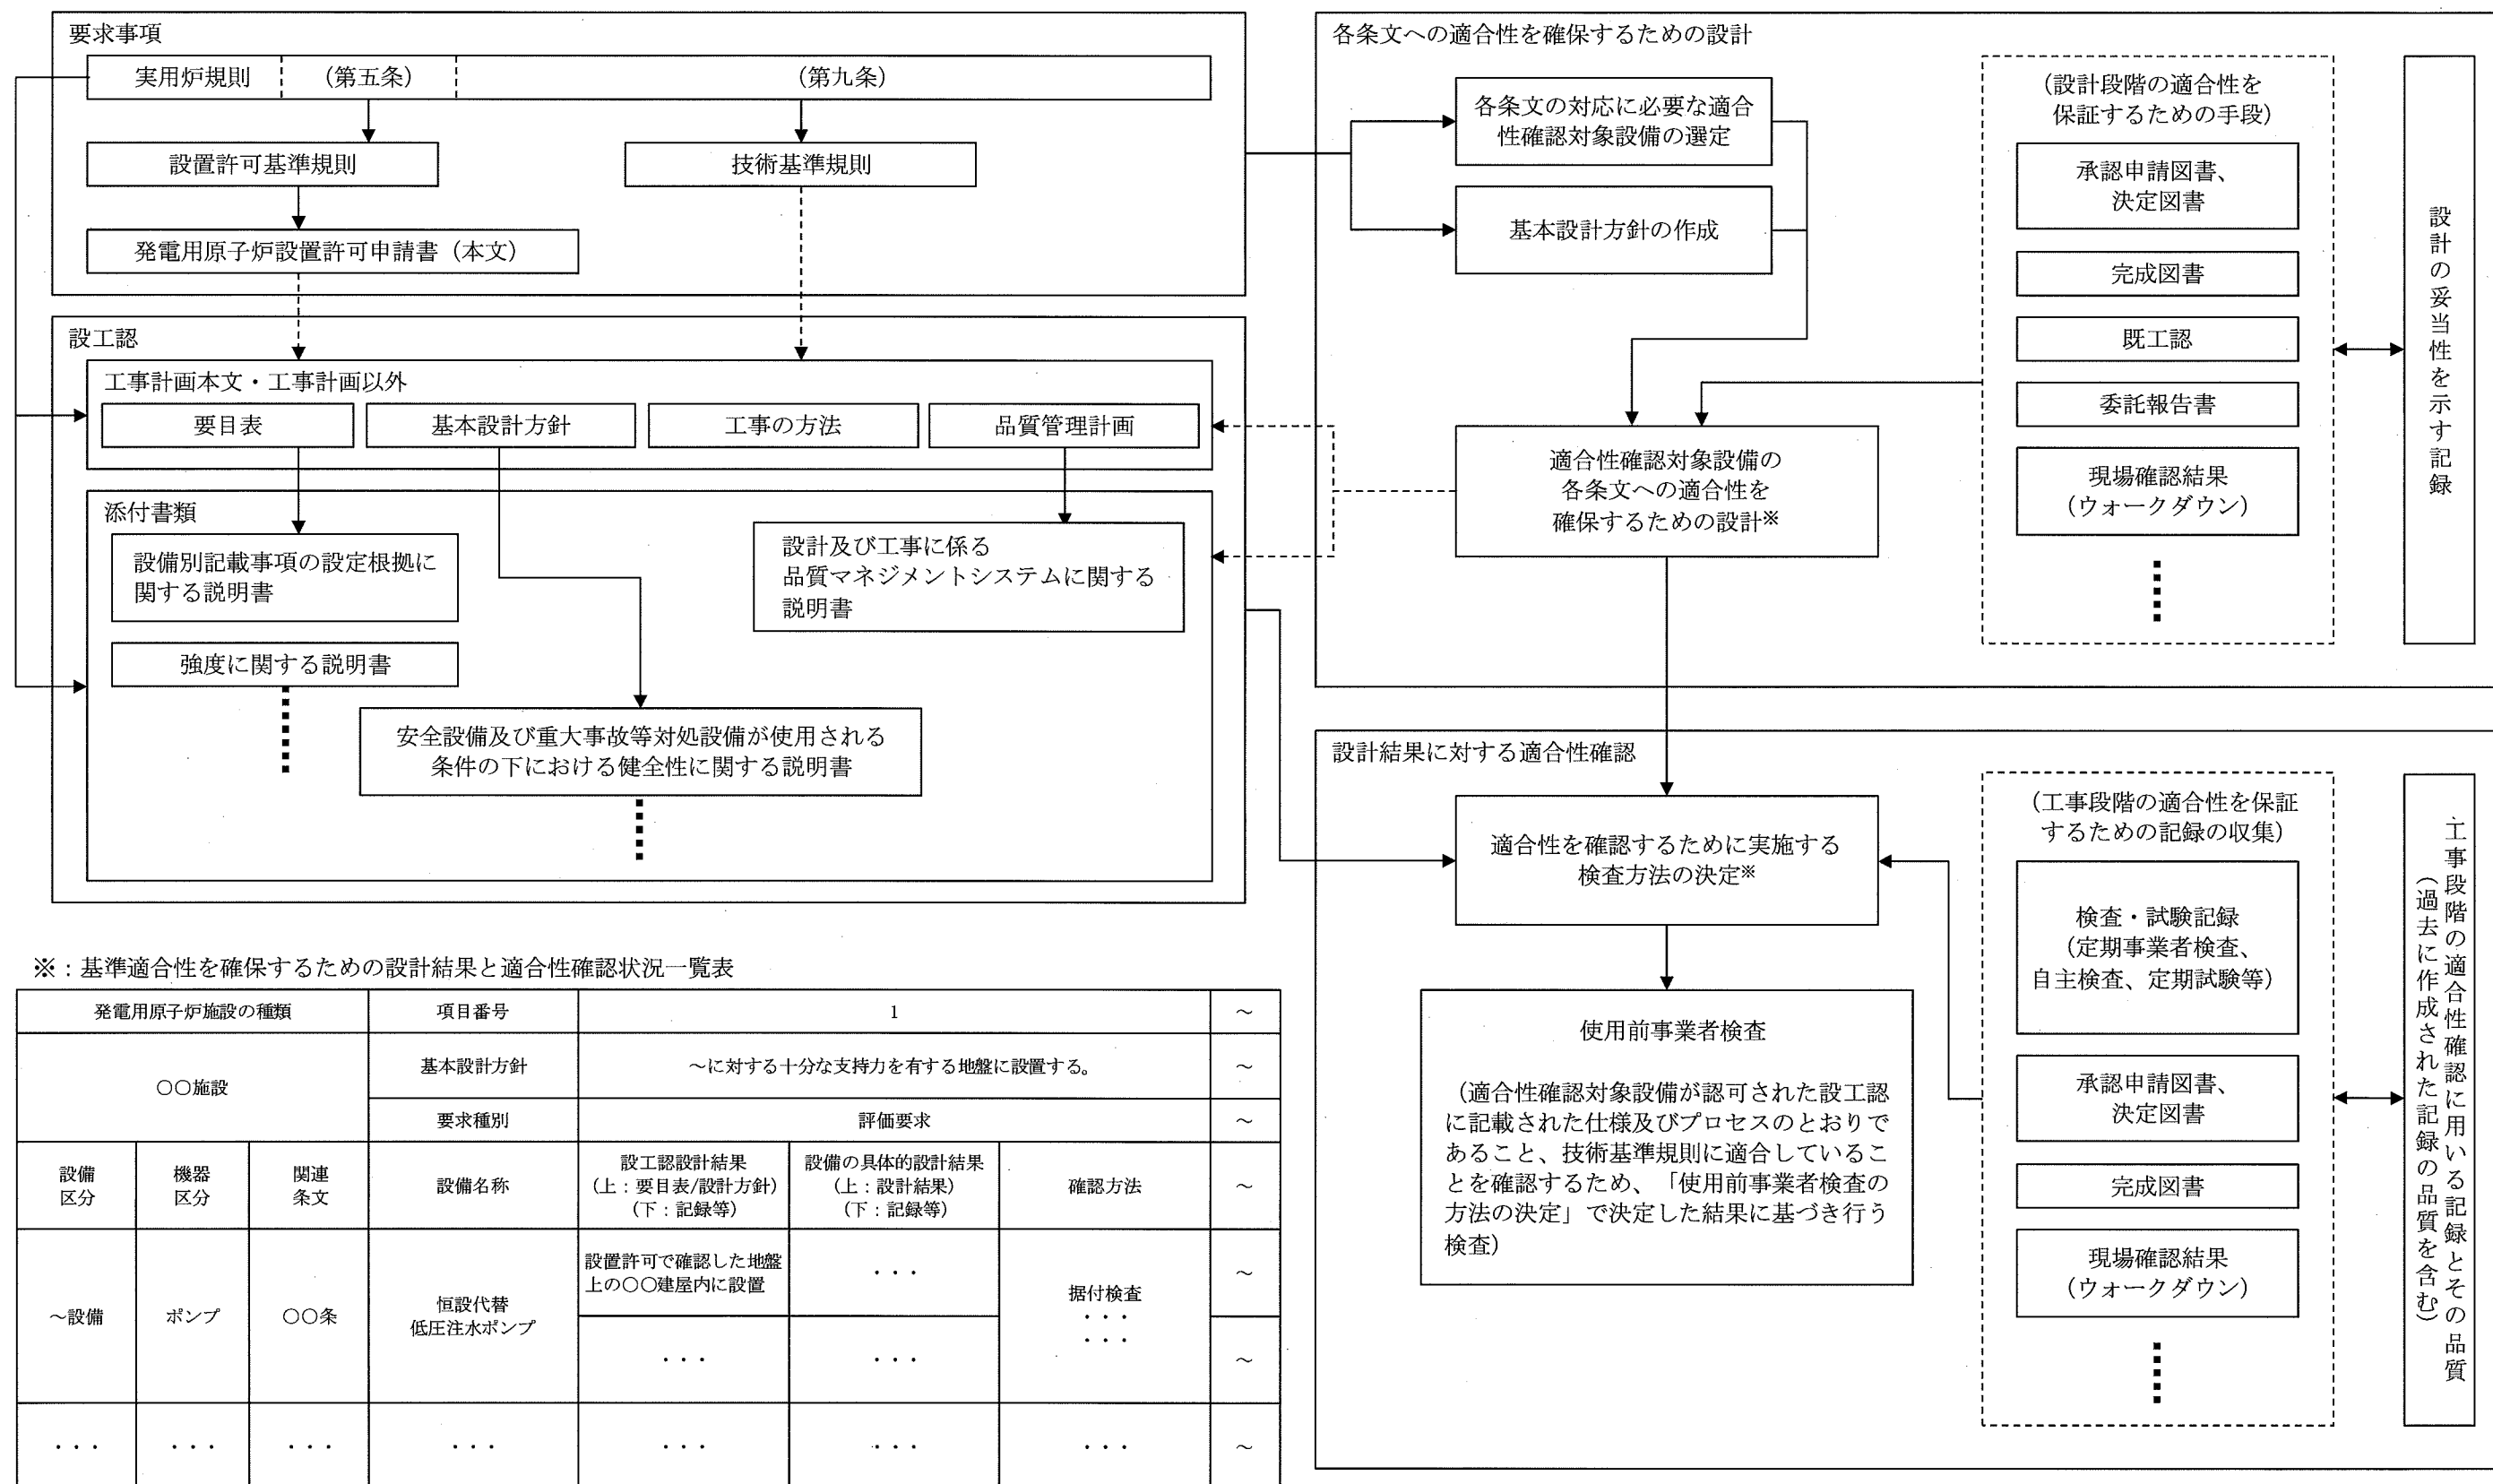 要求事項
実用炉規則
（第五条）
（第九条）
設置許可基準規則
技術基準規則
発電用原子炉設置許可申請書（本文）
設工認
工事計画本文・工事計画以外
要目表
基本設計方針
工事の方法
品質管理計画
添付書類
設備別記載事項の設定根拠に
関する説明書
設計及び工事に係る
品質マネジメントシステムに関する
説明書
強度に関する説明書
安全設備及び重大事故等対処設備が使用される
条件の下における健全性に関する説明書
各条文への適合性を確保するための設計
各条文の対応に必要な適合
性確認対象設備の選定
基本設計方針の作成
適合性確認対象設備の
各条文への適合性を
確保するための設計※
（設計段階の適合性を
保証するための手段）
承認申請図書、
決定図書
完成図書
既工認
委託報告書
現場確認結果
（ウォークダウン）
設計の妥当性を示す記録
設計結果に対する適合性確認
適合性を確認するために実施する
検査方法の決定※
使用前事業者検査
（適合性確認対象設備が認可された設工認
に記載された仕様及びプロセスのとおりで
あること、技術基準規則に適合しているこ
とを確認するため、「使用前事業者検査の
方法の決定」で決定した結果に基づき行う
検査）
（工事段階の適合性を保証
するための記録の収集）
検査・試験記録
（定期事業者検査、
自主検査、定期試験等）
承認申請図書、
決定図書
完成図書
現場確認結果
（ウォークダウン）
工事段階の適合性確認に用いる記録とその品質
（過去に作成された記録の品質を含む）
※：基準適合性を確保するための設計結果と適合性確認状況一覧表
発電用原子炉施設の種類 項目番号 1 ～
〇〇施設
基本設計方針 ～に対する十分な支持力を有する地盤に設置する。 ～
要求種別 評価要求 ～
設備
区分
機器
区分
関連
条文
設備名称
設工認設計結果
（上：要目表/設計方針）
（下：記録等）
設備の具体的設計結果
（上：設計結果）
（下：記録等）
確認方法
～
～設備
ポンプ
〇〇条
恒設代替
低圧注水ポンプ
設置許可で確認した地盤
上の〇〇建屋内に設置
・・・
据付検査
・・・
・・・
～
・・・ ・・・ ～
・・・ ・・・ ・・・ ・・・ ・・・ ・・・ ・・・ ～